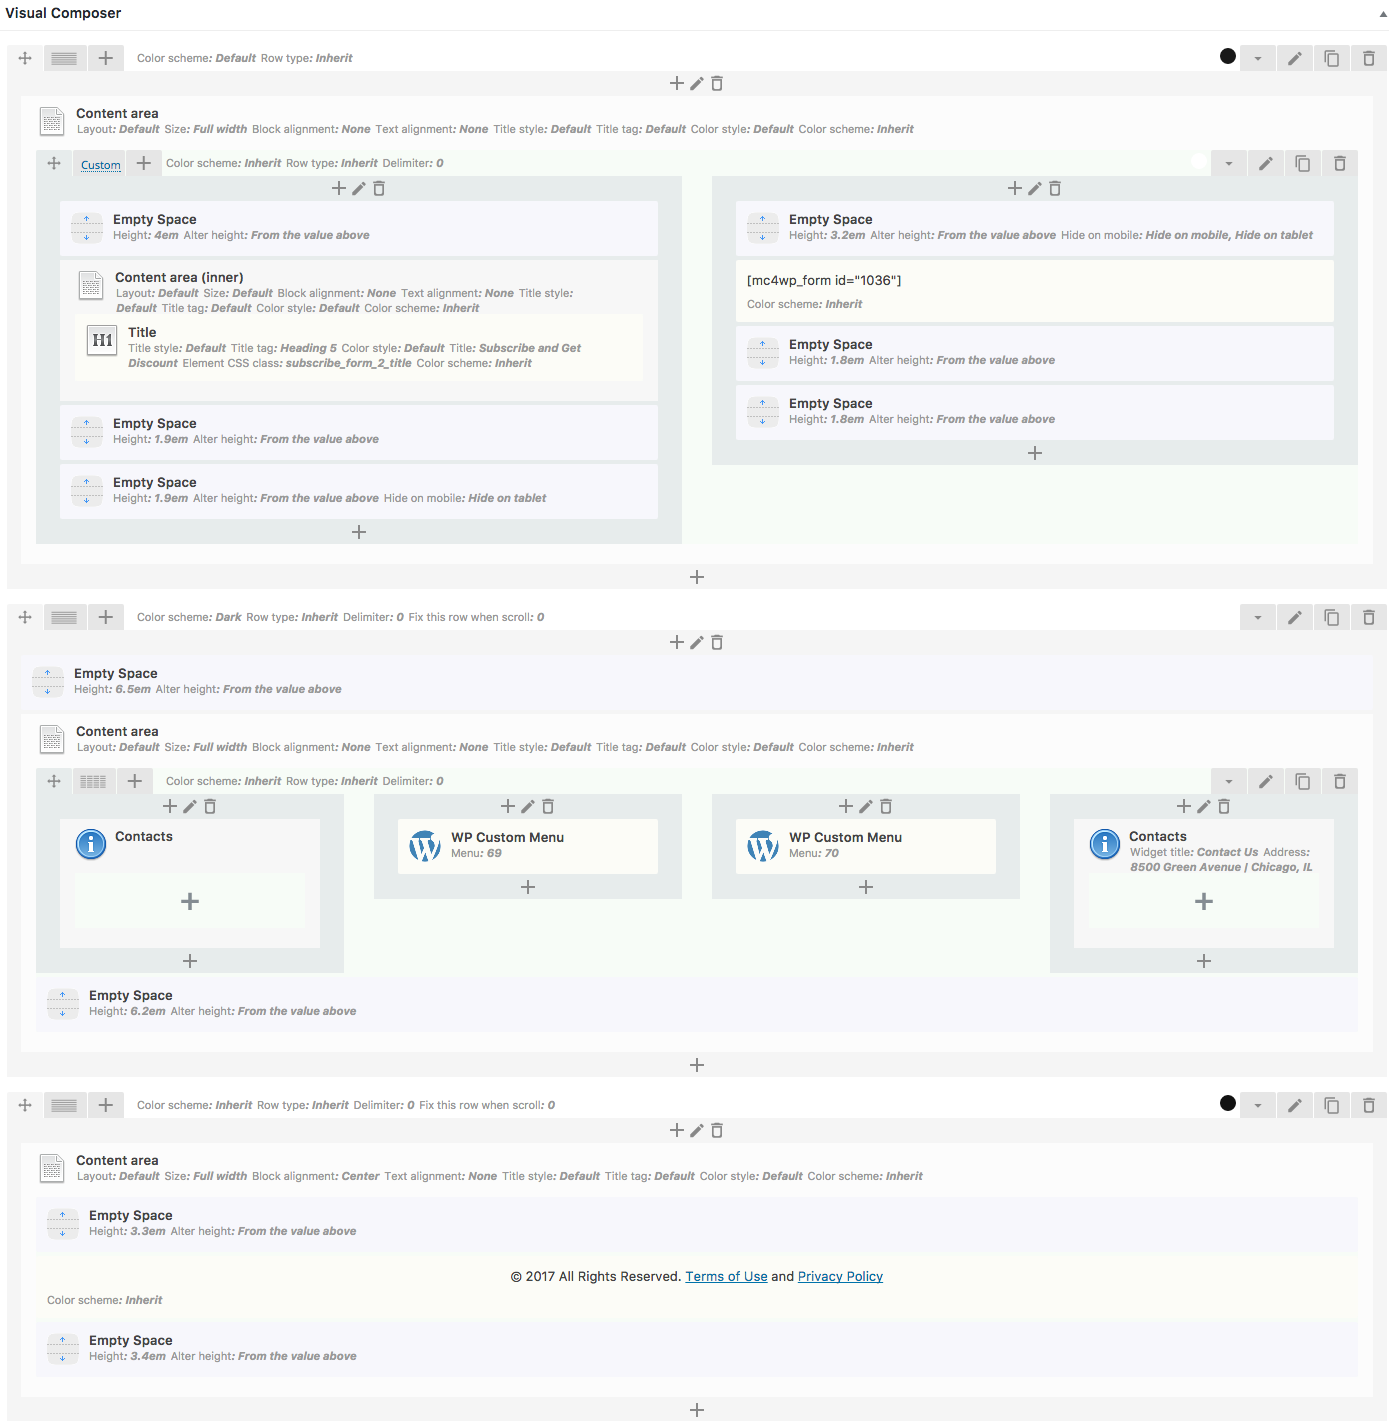 Visual Composer
Color scheme: Default Row type: Inherit
Content area
Layout: Default Size: Full width Block alignment: None Text alignment: None Title style: Default Title tag: Default Color style: Default Color scheme: Inherit
Custom
Color scheme: Inherit Row type: Inherit Delimiter: 0
Empty Space
Height: 4em Alter height: From the value above
Content area (inner)
Layout: Default Size: Default Block alignment: None Text alignment: None Title style:
Default Title tag: Default Color style: Default Color scheme: Inherit
H1
Title
Title style: Default Title tag: Heading 5 Color style: Default Title: Subscribe and Get
Discount Element CSS class: subscribe_form_2_title Color scheme: Inherit
Empty Space
Height: 1.9em Alter height: From the value above
Empty Space
Height: 1.9em Alter height: From the value above Hide on mobile: Hide on tablet
Empty Space
Height: 3.2em Alter height: From the value above Hide on mobile: Hide on mobile, Hide on tablet
[mc4wp_form id="1036"]
Color scheme: Inherit
Empty Space
Height: 1.8em Alter height: From the value above
Empty Space
Height: 1.8em Alter height: From the value above
Color scheme: Dark Row type: Inherit Delimiter: 0 Fix this row when scroll: 0
Empty Space
Height: 6.5em Alter height: From the value above
Content area
Layout: Default Size: Full width Block alignment: None Text alignment: None Title style: Default Title tag: Default Color style: Default Color scheme: Inherit
Color scheme: Inherit Row type: Inherit Delimiter: 0
Contacts
WP Custom Menu
Menu: 69
WP Custom Menu
Menu: 70
Contacts
Widget title: Contact Us Address:
8500 Green Avenue | Chicago, IL
Empty Space
Height: 6.2em Alter height: From the value above
Color scheme: Inherit Row type: Inherit Delimiter: 0 Fix this row when scroll: 0
Content area
Layout: Default Size: Full width Block alignment: Center Text alignment: None Title style: Default Title tag: Default Color style: Default Color scheme: Inherit
Empty Space
Height: 3.3em Alter height: From the value above
© 2017 All Rights Reserved. Terms of Use and Privacy Policy
Color scheme: Inherit
Empty Space
Height: 3.4em Alter height: From the value above